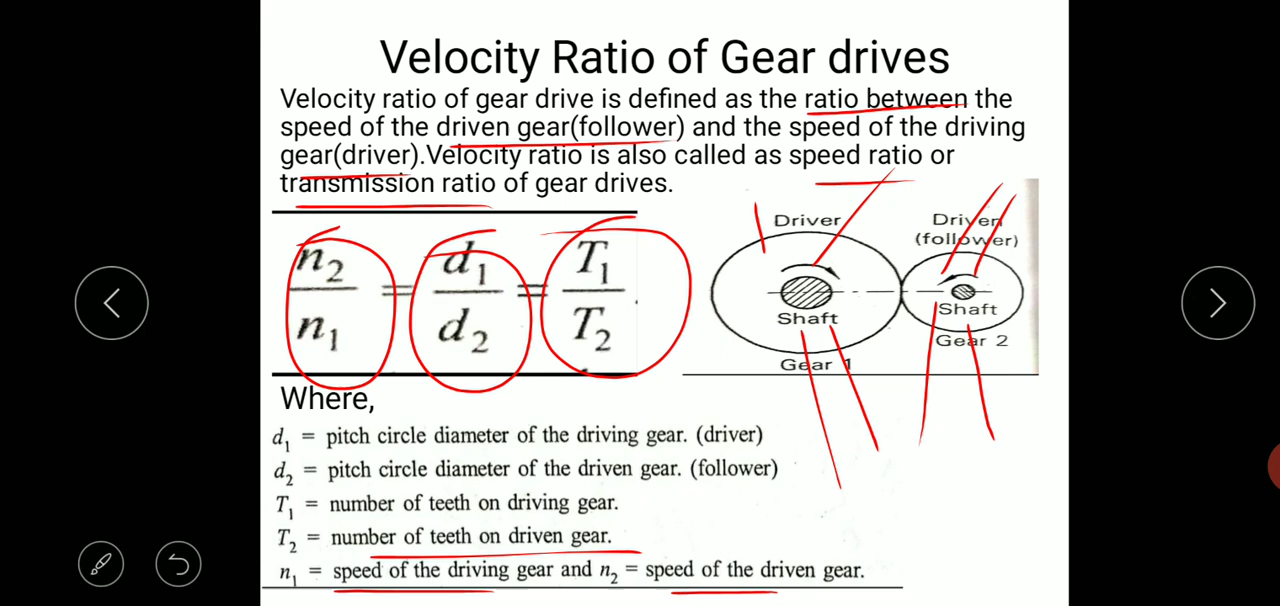 Velocity Ratio of Gear drives
Velocity ratio of gear drive is defined as the ratio between the
speed of the driven gear(follower) and the speed of the driving
gear(driver).Velocity ratio is also called as speed ratio or
transmission ratio of gear drives.
n₂/n₁ = d₁/d₂ = T₁/T₂
Driver
Driven
(follower)
Shaft
Shaft
Gear 1
Gear 2
Where,
d₁ = pitch circle diameter of the driving gear. (driver)
d₂ = pitch circle diameter of the driven gear. (follower)
T₁ = number of teeth on driving gear.
T₂ = number of teeth on driven gear.
n₁ = speed of the driving gear and n₂ = speed of the driven gear.